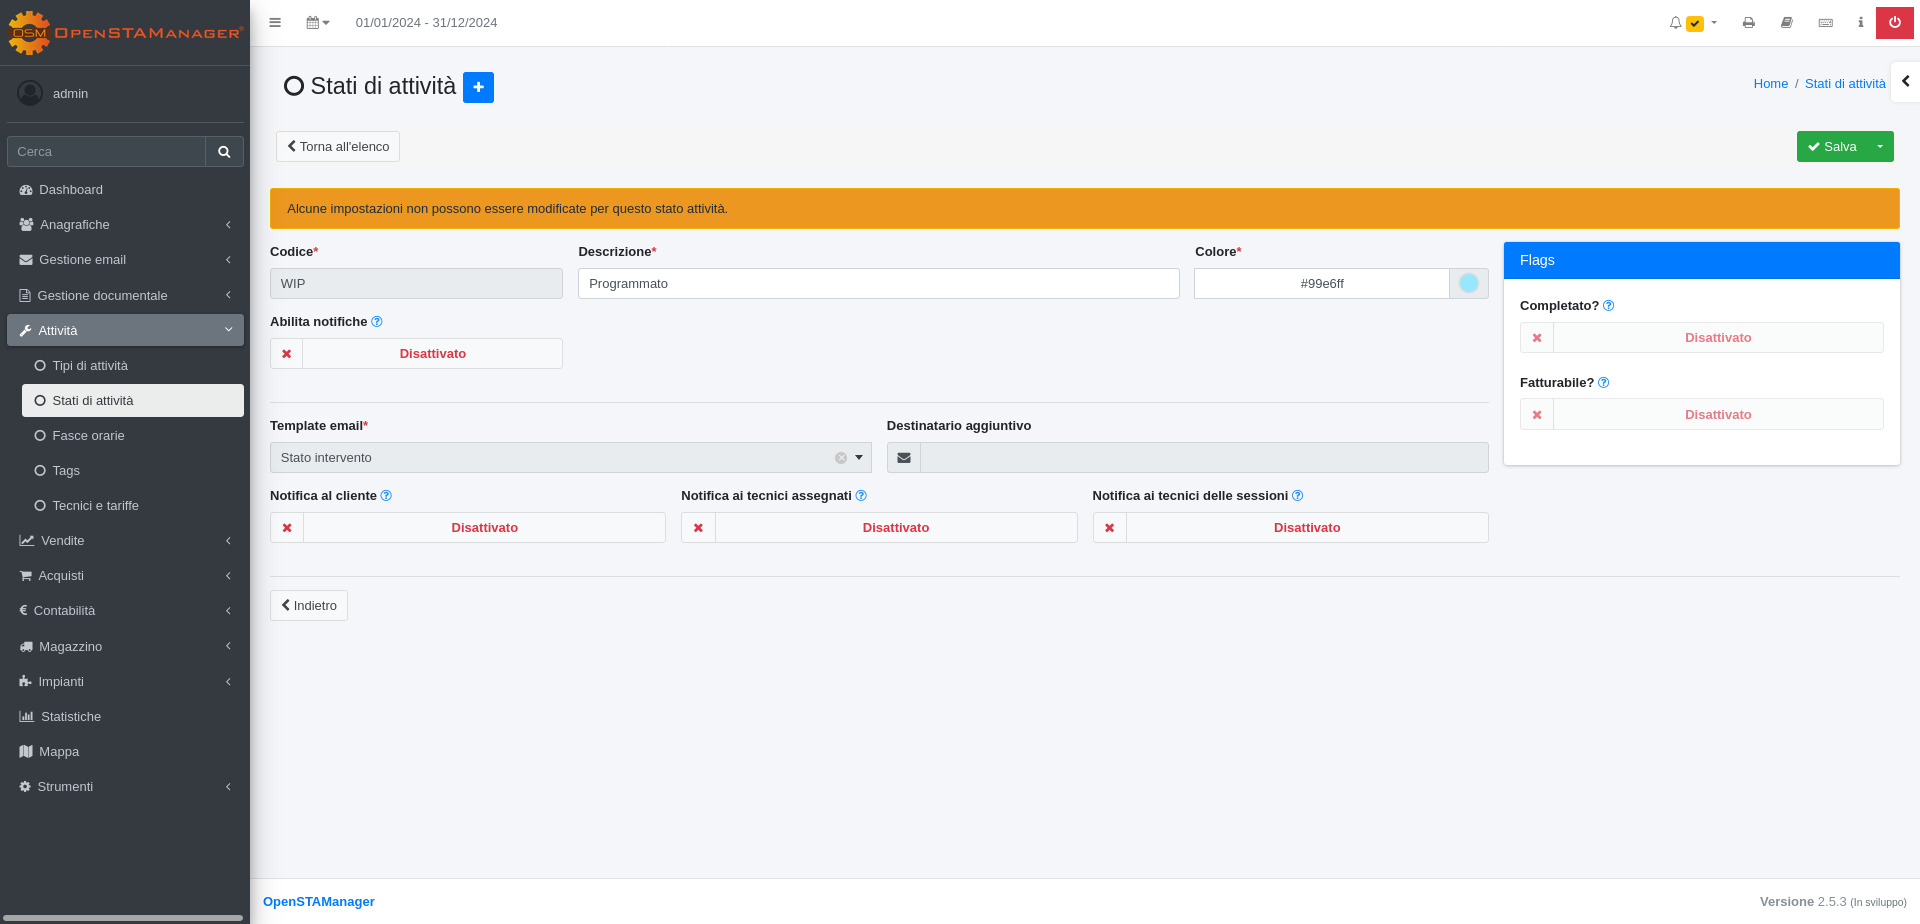 OSM OpenSTAManager®
01/01/2024 - 31/12/2024
admin
Cerca
Dashboard
Anagrafiche
Gestione email
Gestione documentale
Attività
Tipi di attività
Stati di attività
Fasce orarie
Tags
Tecnici e tariffe
Vendite
Acquisti
Contabilità
Magazzino
Impianti
Statistiche
Mappa
Strumenti
Stati di attività
Home / Stati di attività
Torna all'elenco
Salva
Alcune impostazioni non possono essere modificate per questo stato attività.
Codice* Descrizione* Colore*
WIP Programmato #99e6ff
Abilita notifiche
Disattivato
Flags
Completato?
Disattivato
Fatturabile?
Disattivato
Template email* Destinatario aggiuntivo
Stato intervento
Notifica al cliente Notifica ai tecnici assegnati Notifica ai tecnici delle sessioni
Disattivato Disattivato Disattivato
Indietro
OpenSTAManager
Versione 2.5.3 (In sviluppo)